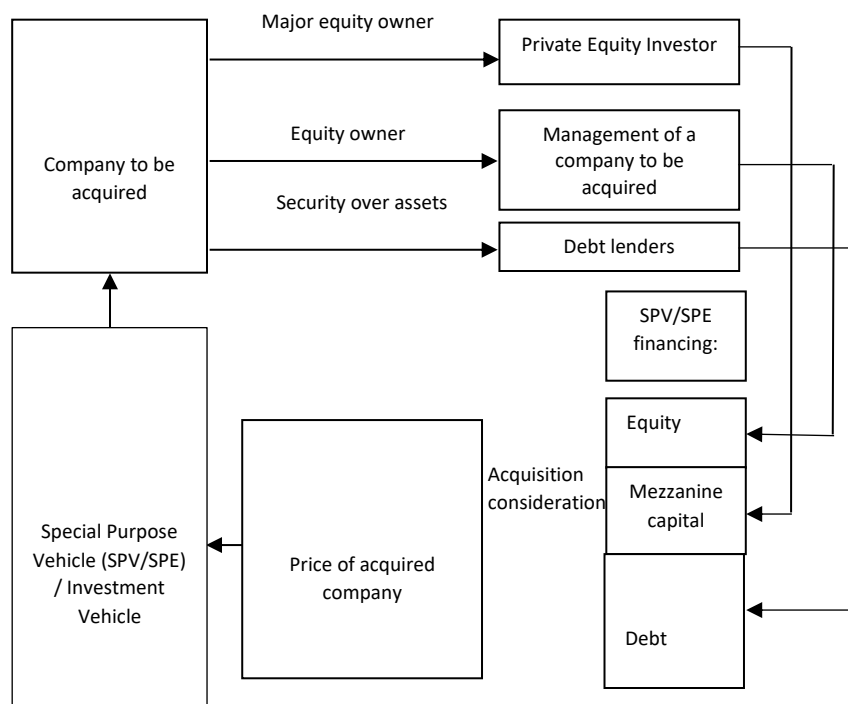 Major equity owner
Private Equity Investor
Equity owner
Management of a
company to be
acquired
Company to be
acquired
Security over assets
Debt lenders
SPV/SPE
financing:
Equity
Acquisition
consideration
Mezzanine
capital
Special Purpose
Vehicle (SPV/SPE)
/ Investment
Vehicle
Price of acquired
company
Debt